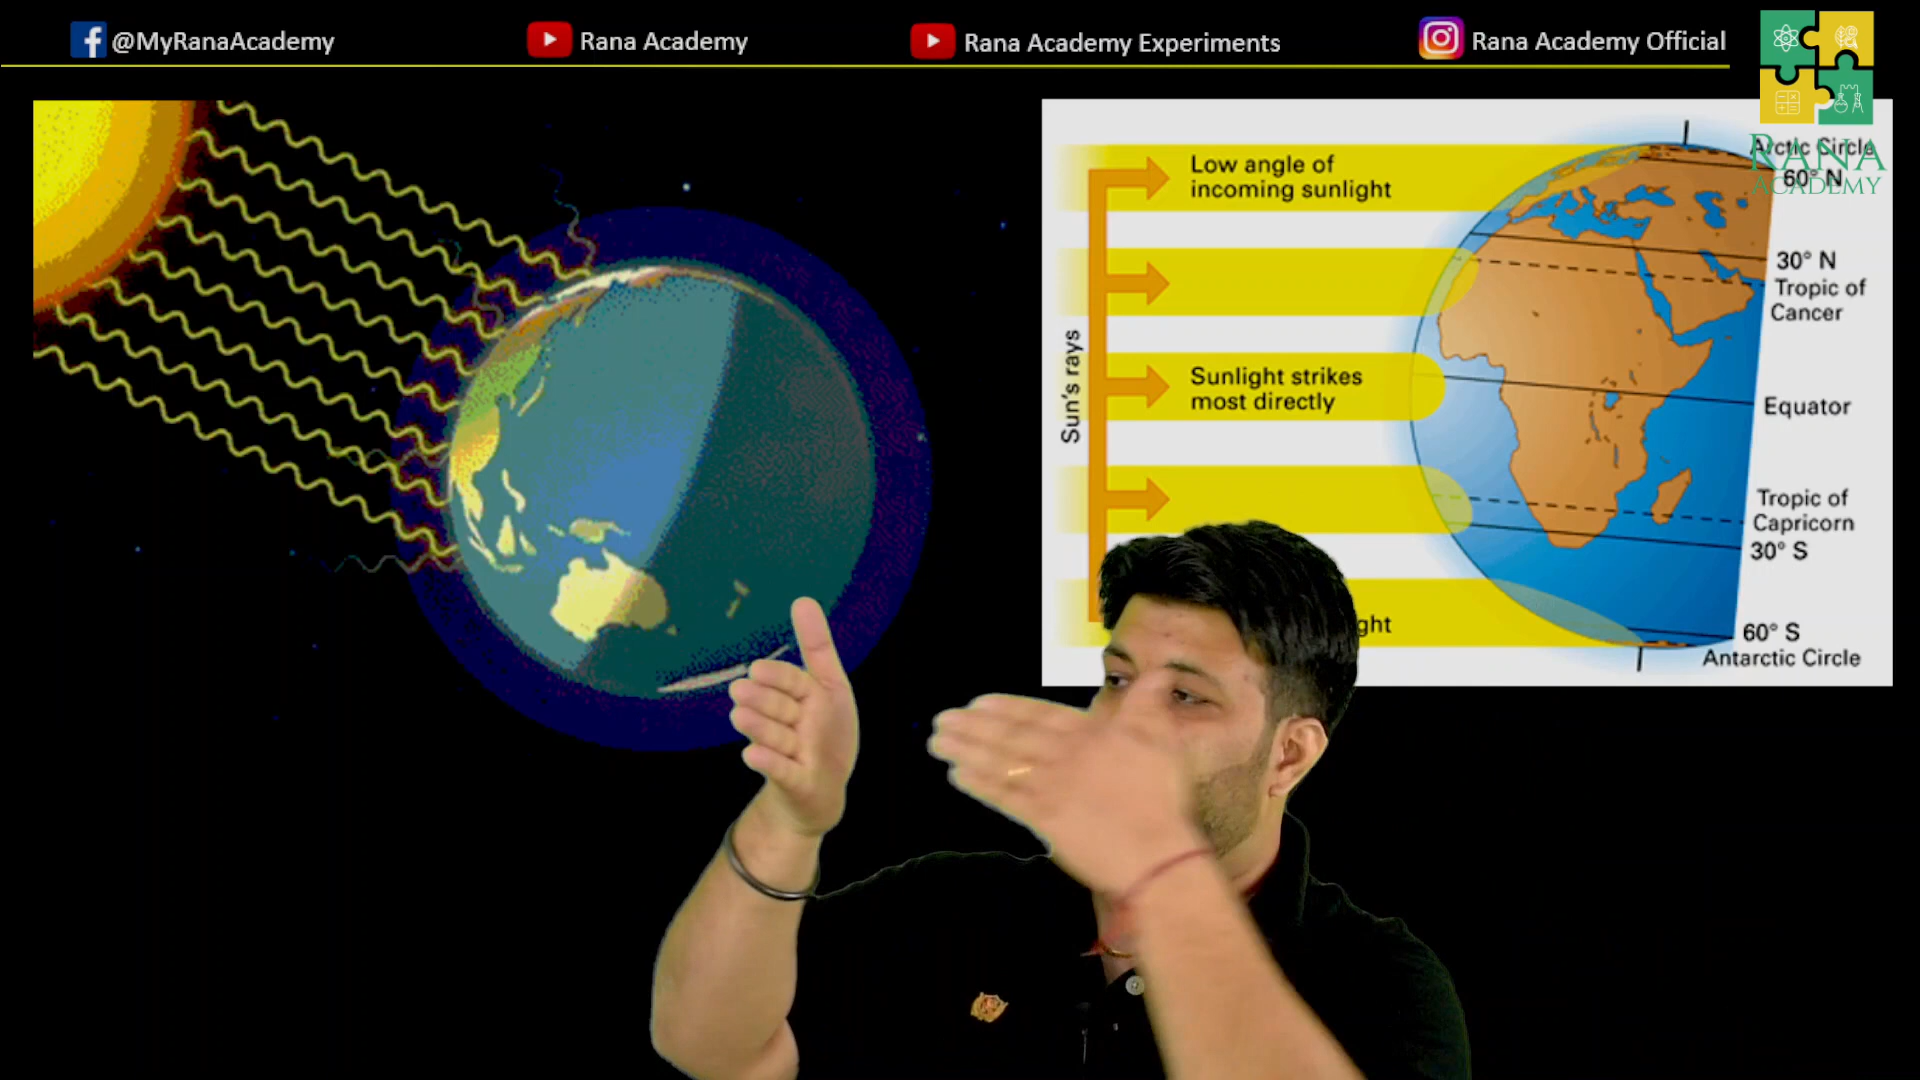 @MyRanaAcademy
Rana Academy
Rana Academy Experiments
Rana Academy Official
RANA
ACADEMY
Low angle of
incoming sunlight
Sunlight strikes
most directly
Sun's rays
Arctic Circle
60° N
30° N
Tropic of
Cancer
Equator
Tropic of
Capricorn
30° S
60° S
Antarctic Circle